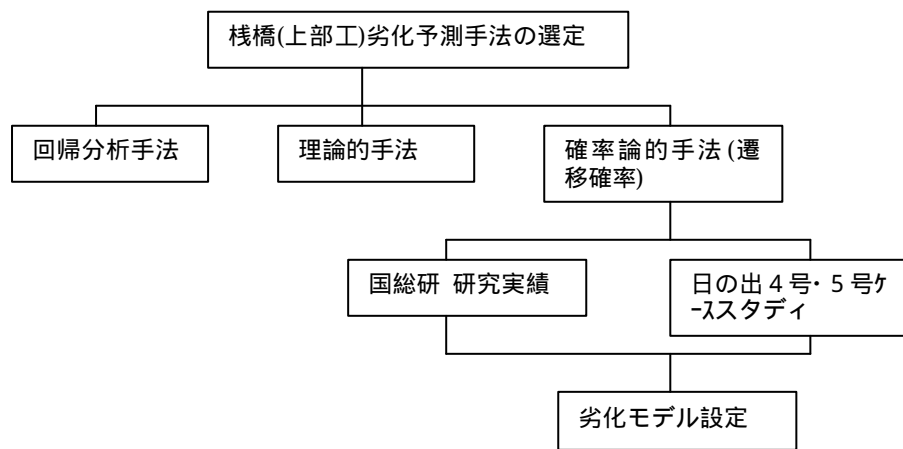 桟橋(上部工)劣化予測手法の選定
回帰分析手法
理論的手法
確率論的手法(遷
移確率)
国総研 研究実績
日の出4号･5号ｹ
ｰｽスタディ
劣化モデル設定